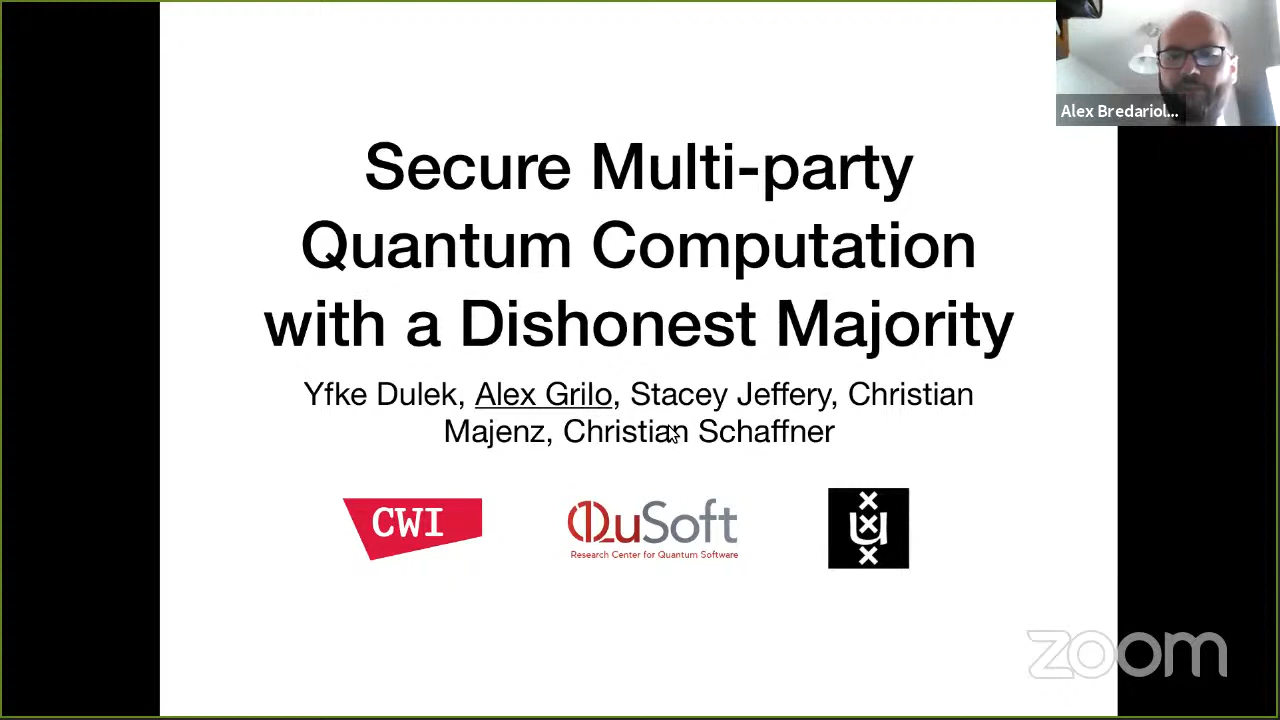 Alex Bredariol...
Secure Multi-party
Quantum Computation
with a Dishonest Majority
Yfke Dulek, Alex Grilo, Stacey Jeffery, Christian
Majenz, Christian Schaffner
CWI
QuSoft
Research Center for Quantum Software
U
zoom